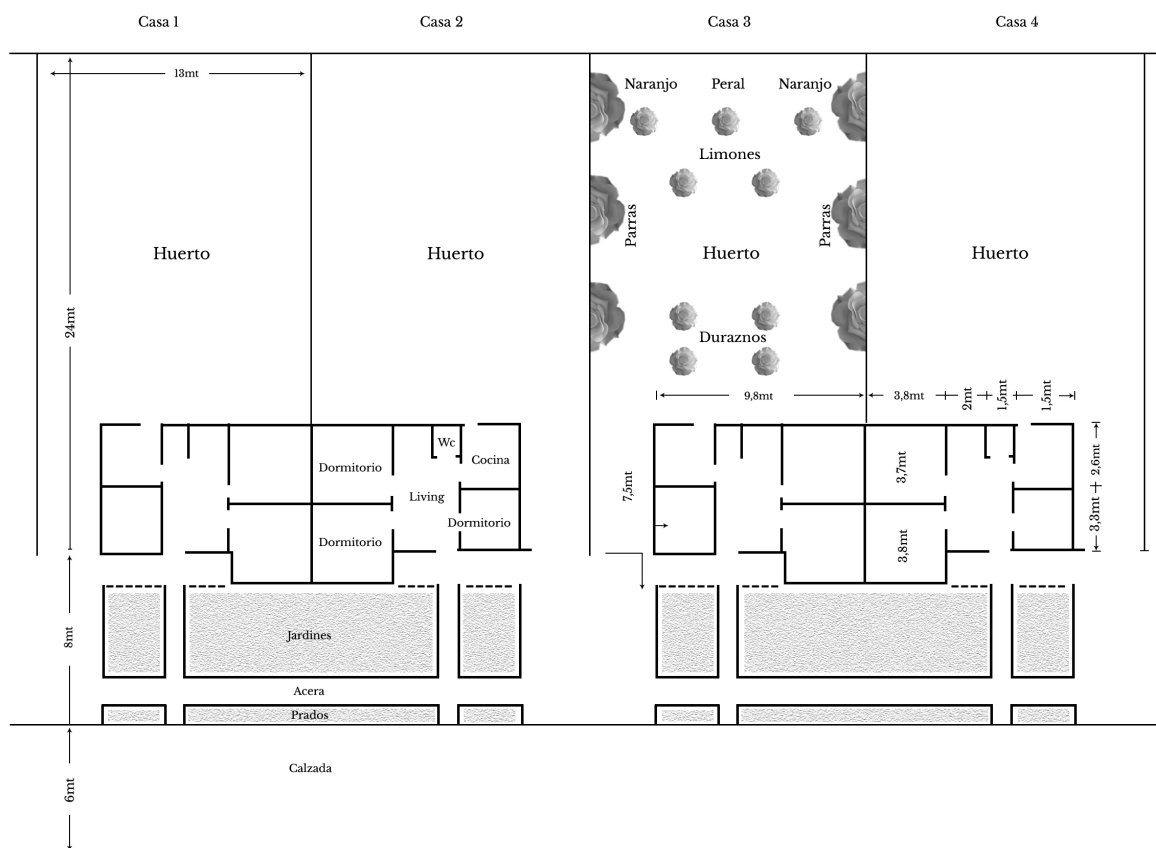 Casa 1
Casa 2
Casa 3
Casa 4
13mt
Naranjo
Peral
Naranjo
Limones
Parras
Parras
Huerto
Huerto
Huerto
Huerto
24mt
Duraznos
9,8mt
3,8mt
2mt
1,5mt
1,5mt
Wc
Cocina
Dormitorio
Living
Dormitorio
Dormitorio
7,5mt
3,7mt
3,8mt
3,3mt + 2,6mt
8mt
Jardines
Acera
Prados
Calzada
6mt